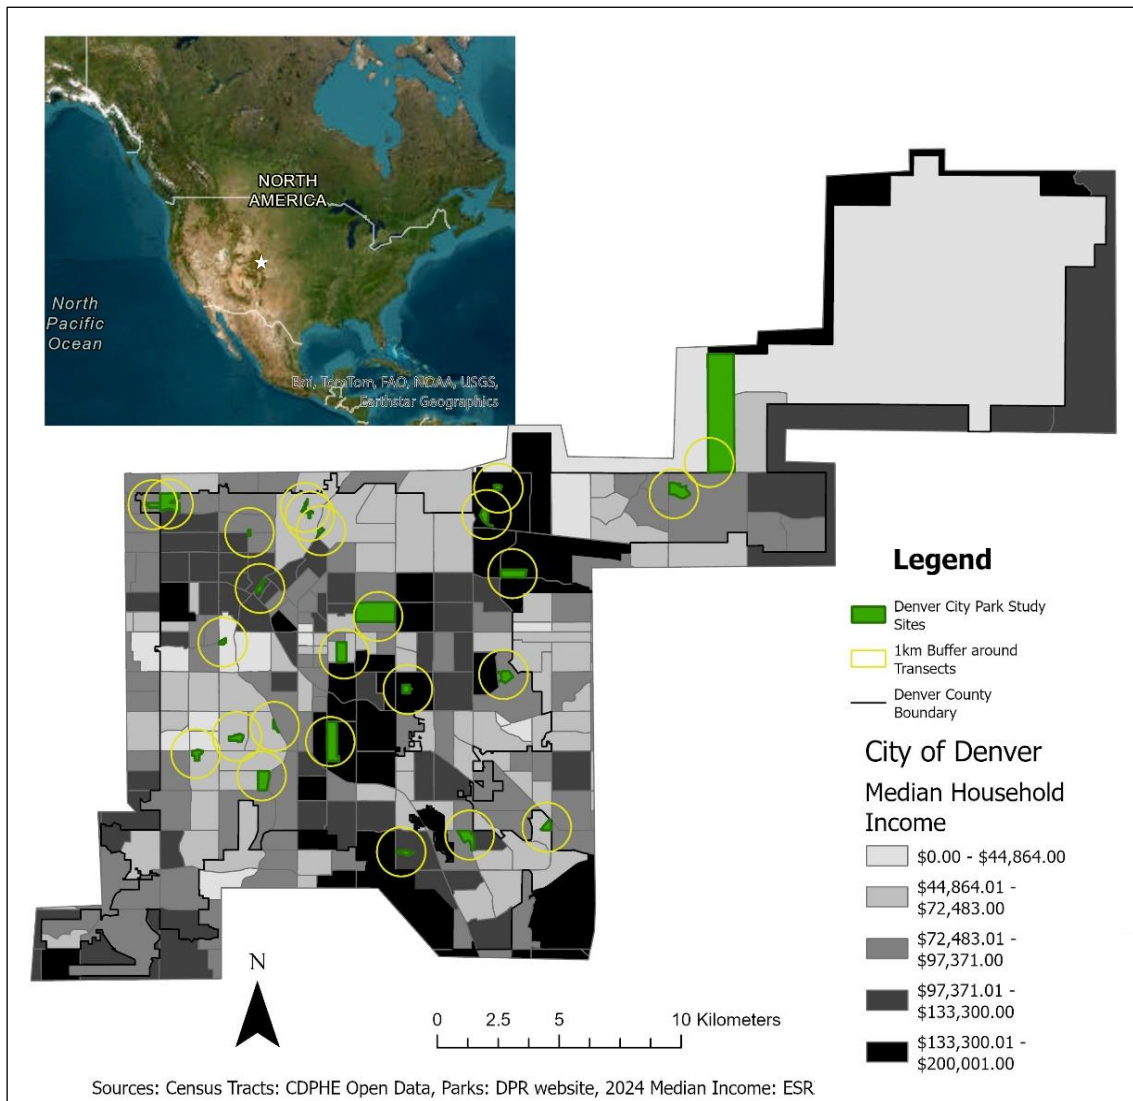 NORTH
AMERICA
North
Pacific
Ocean
Esri, TomTom, FAO, NOAA, USGS,
Earthstar Geographics
Legend
Denver City Park Study
Sites
1km Buffer around
Transects
Denver County
Boundary
City of Denver
Median Household
Income
$0.00 - $44,864.00
$44,864.01 -
$72,483.00
$72,483.01 -
$97,371.00
$97,371.01 -
$133,300.00
$133,300.01 -
$200,001.00
N
0 2.5 5 10 Kilometers
Sources: Census Tracts: CDPHE Open Data, Parks: DPR website, 2024 Median Income: ESR